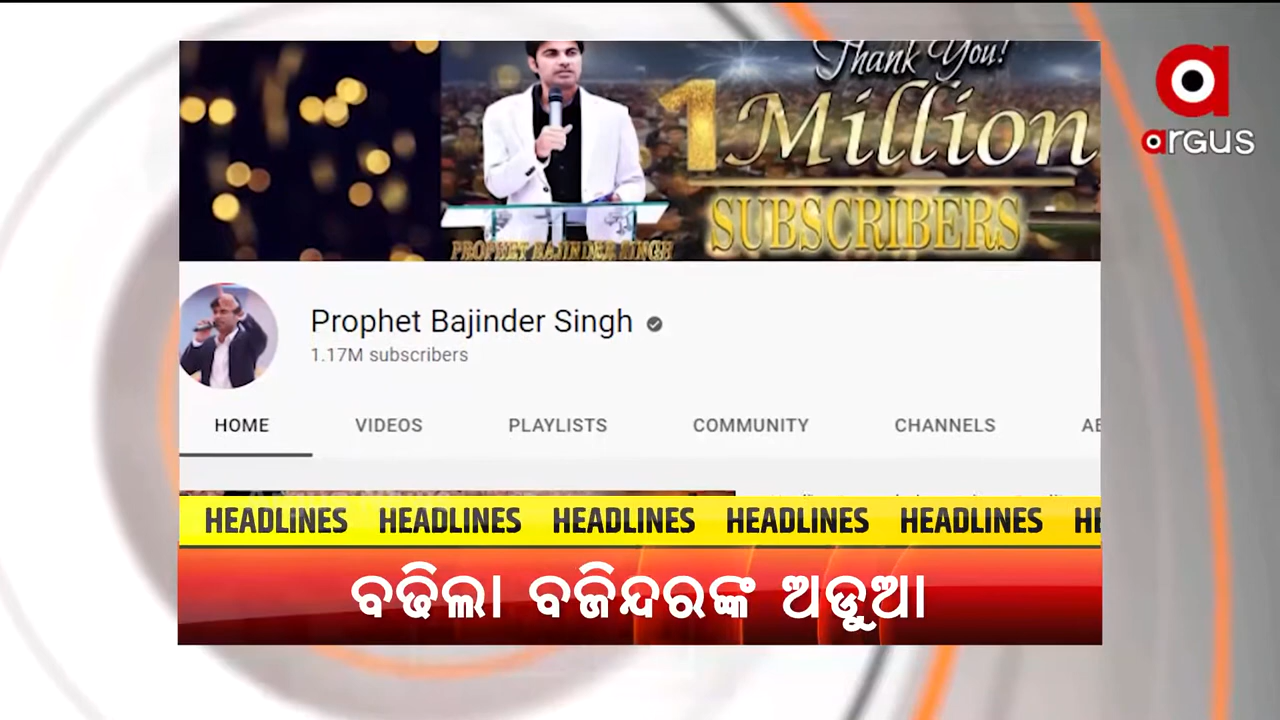 Thank You!
1 Million
SUBSCRIBERS
PROPHET BAJINDER SINGH
a
argus
Prophet Bajinder Singh
1.17M subscribers
HOME VIDEOS PLAYLISTS COMMUNITY CHANNELS
HEADLINES HEADLINES HEADLINES HEADLINES HEADLINES
ବଢିଲା ବଜିନ୍ଦରଙ୍କ ଅଡୁଆ